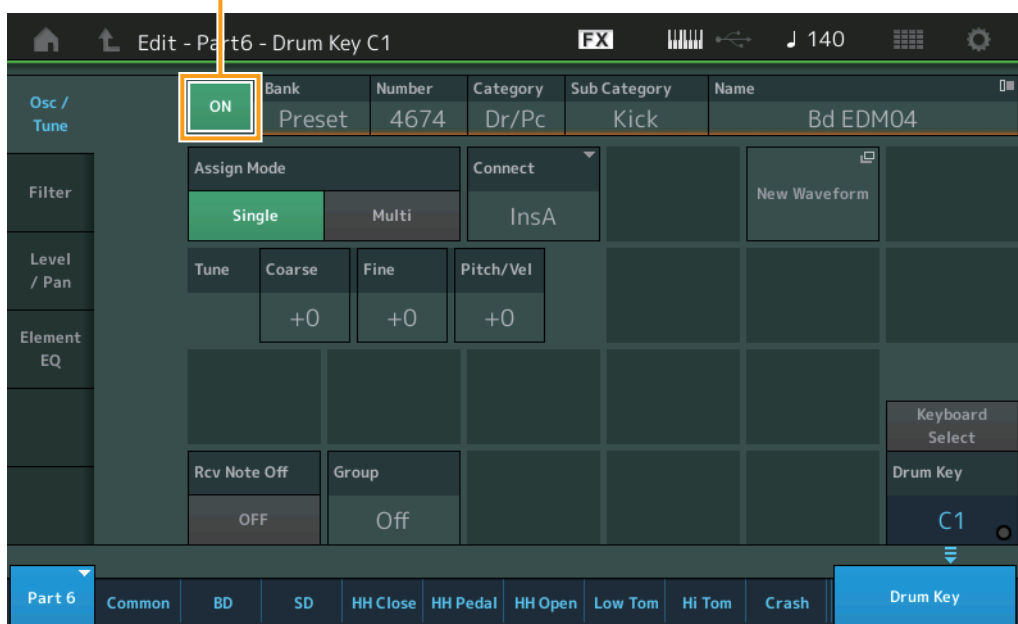 Edit - Part6 - Drum Key C1 FX 140
Osc / Tune
ON
Bank Number Category Sub Category Name
Preset 4674 Dr/Pc Kick Bd EDM04
Filter
Assign Mode
Single Multi
Connect
InsA
New Waveform
Level / Pan
Tune Coarse Fine Pitch/Vel
+0 +0 +0
Element EQ
Keyboard Select
Rcv Note Off Group
OFF Off
Drum Key
C1
Part 6 Common BD SD HH Close HH Pedal HH Open Low Tom Hi Tom Crash Drum Key